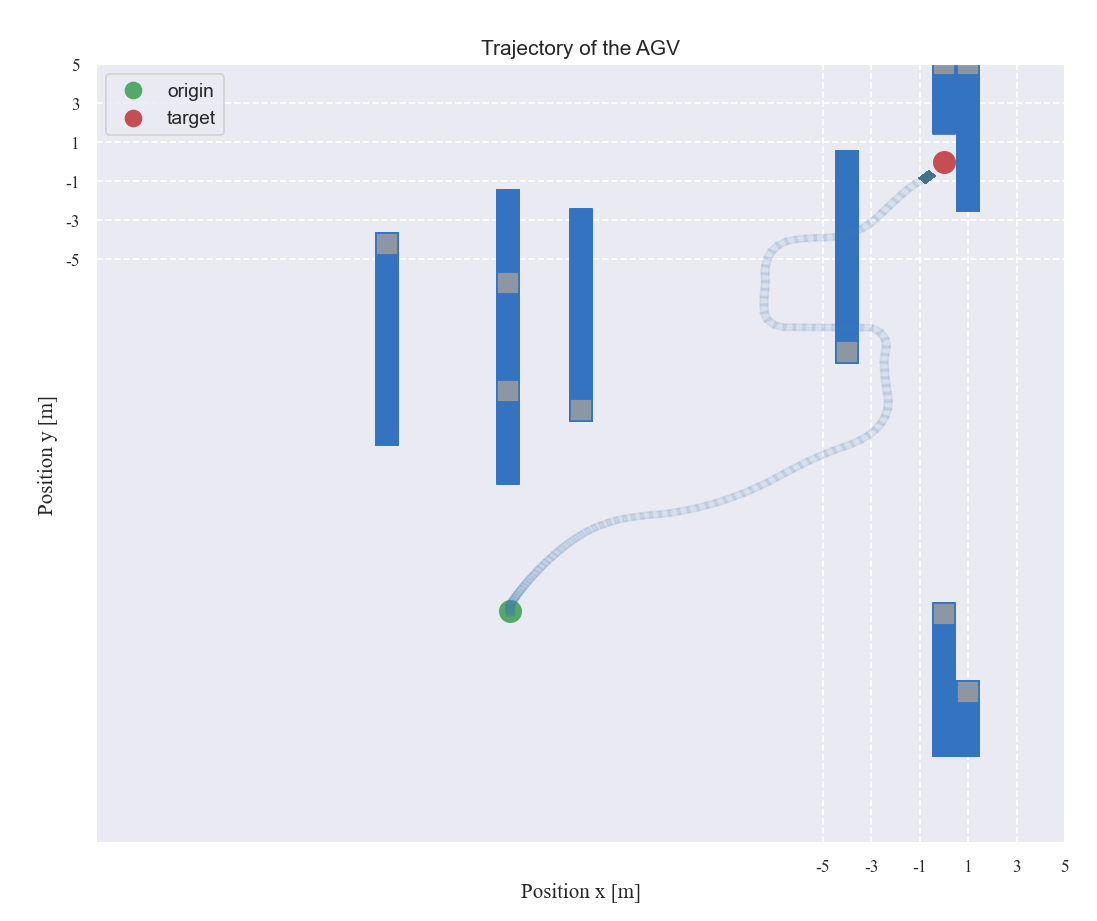 Trajectory of the AGV
origin
target
5
3
1
-1
-3
-5
Position y [m]
-5
-3
-1
1
3
5
Position x [m]